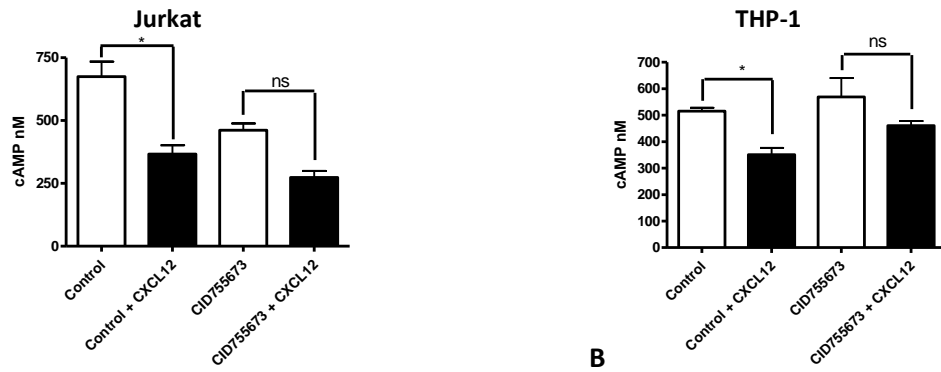 Jurkat
*
ns
750
500
250
0
cAMP nM
Control
Control + CXCL12
CID755673
CID755673 + CXCL12
THP-1
*
ns
700
600
500
400
300
200
100
0
cAMP nM
Control
Control + CXCL12
CID755673
CID755673 + CXCL12
B